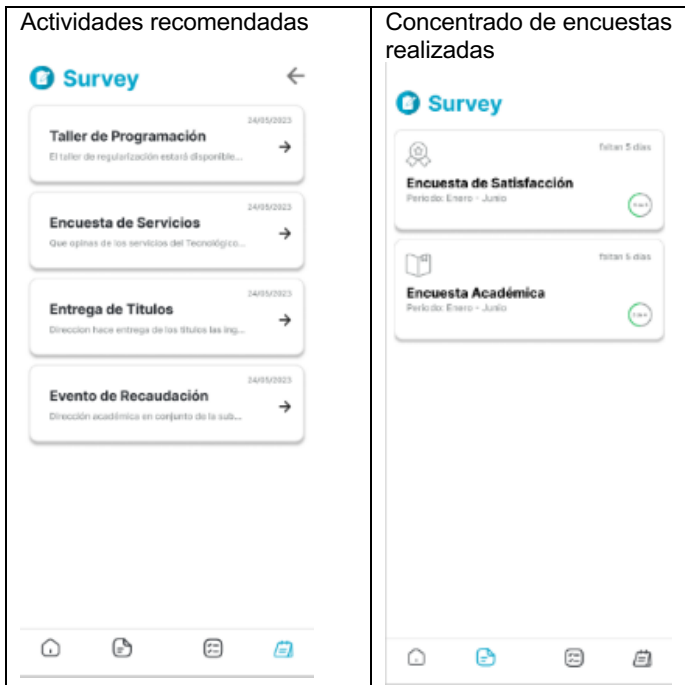 Actividades recomendadas
Survey
24/05/2023
Taller de Programación
El taller de regularización estará disponible...
24/05/2023
Encuesta de Servicios
Que opinas de los servicios del Tecnológico...
24/05/2023
Entrega de Titulos
Direccion hace entrega de los titulos las ing...
24/05/2023
Evento de Recaudación
Dirección académica en conjunto de la sub...
Concentrado de encuestas
realizadas
Survey
faltan 5 días
Encuesta de Satisfacción
Periodo: Enero - Junio
faltan 5 días
Encuesta Académica
Periodo: Enero - Junio